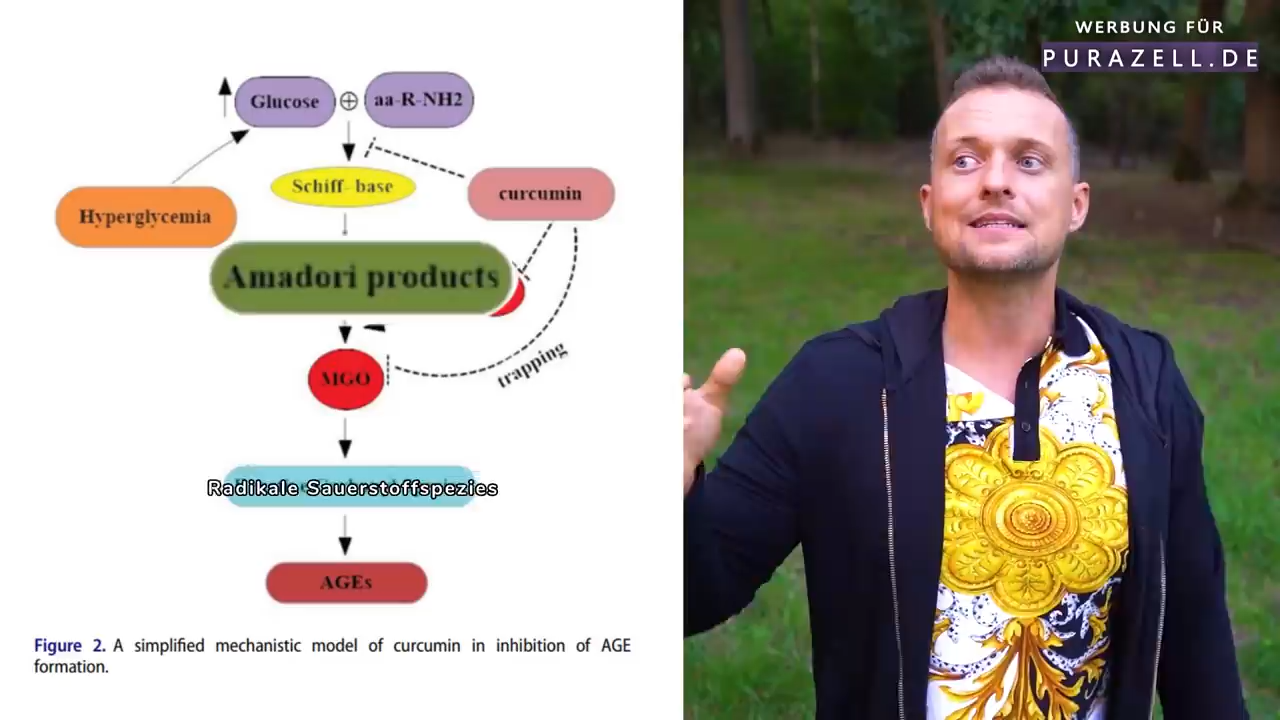 WERBUNG FÜR
PURAZELL.DE
Glucose
aa-R-NH2
Schiff- base
curcumin
Hyperglycemia
Amadori products
MGO
trapping
Radikale Sauerstoffspezies
AGEs
Figure 2. A simplified mechanistic model of curcumin in inhibition of AGE
formation.